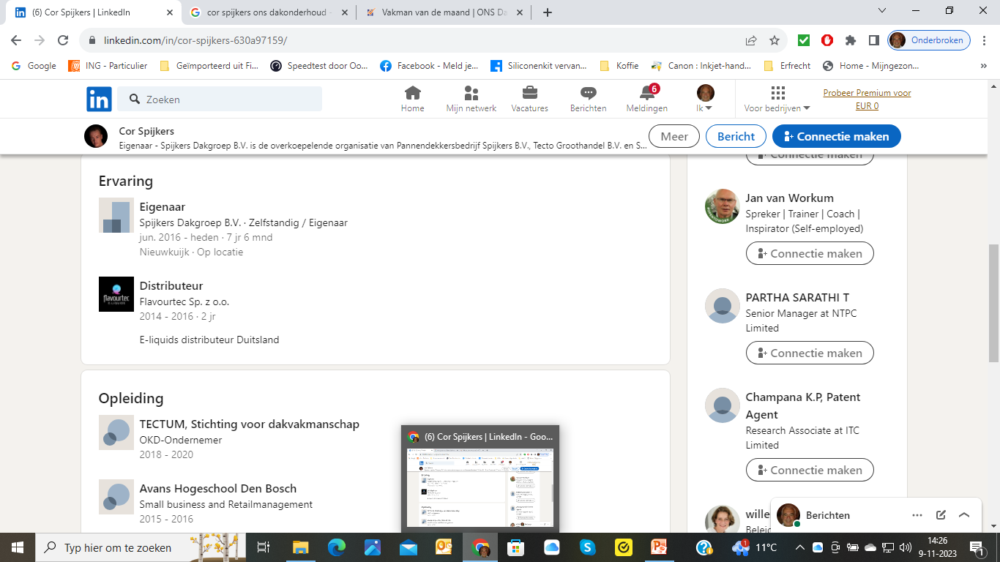 (6) Cor Spijkers | LinkedIn
cor spijkers ons dakonderhoud -
Vakman van de maand | ONS Da
linkedin.com/in/cor-spijkers-630a97159/
Onderbroken
Google
ING - Particulier
Geïmporteerd uit Fi...
Speedtest door Oo...
Facebook - Meld je...
Siliconenkit vervan...
Koffie
Canon : Inkjet-hand...
Erfrecht
Home - Mijngezon...
»
in
Zoeken
Home
Mijn netwerk
Vacatures
Berichten
6
Meldingen
Ik
Voor bedrijven
Probeer Premium voor
EUR 0
Cor Spijkers
Eigenaar - Spijkers Dakgroep B.V. is de overkoepelende organisatie van Pannendekkersbedrijf Spijkers B.V., Tecto Groothandel B.V. en S...
Meer
Bericht
Connectie maken
Ervaring
Eigenaar
Spijkers Dakgroep B.V. · Zelfstandig / Eigenaar
jun. 2016 - heden · 7 jr 6 mnd
Nieuwkuijk · Op locatie
flavourtec
Distributeur
Flavourtec Sp. z o.o.
2014 - 2016 · 2 jr
E-liquids distributeur Duitsland
Opleiding
TECTUM, Stichting voor dakvakmanschap
OKD-Ondernemer
2018 - 2020
Avans Hogeschool Den Bosch
Small business and Retailmanagement
2015 - 2016
Connectie maken
Jan van Workum
Spreker | Trainer | Coach |
Inspirator (Self-employed)
Connectie maken
PARTHA SARATHI T
Senior Manager at NTPC
Limited
Connectie maken
Champana K.P, Patent
Agent
Research Associate at ITC
Limited
Connectie maken
wille
Beleid
Berichten
(6) Cor Spijkers | LinkedIn - Goo...
Typ hier om te zoeken
1
11°C
14:26
9-11-2023
1